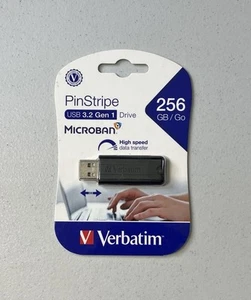 PinStripe
USB 3.2 Gen 1 Drive
MICROBAN
256
GB / Go
High speed
data transfer
Verbatim